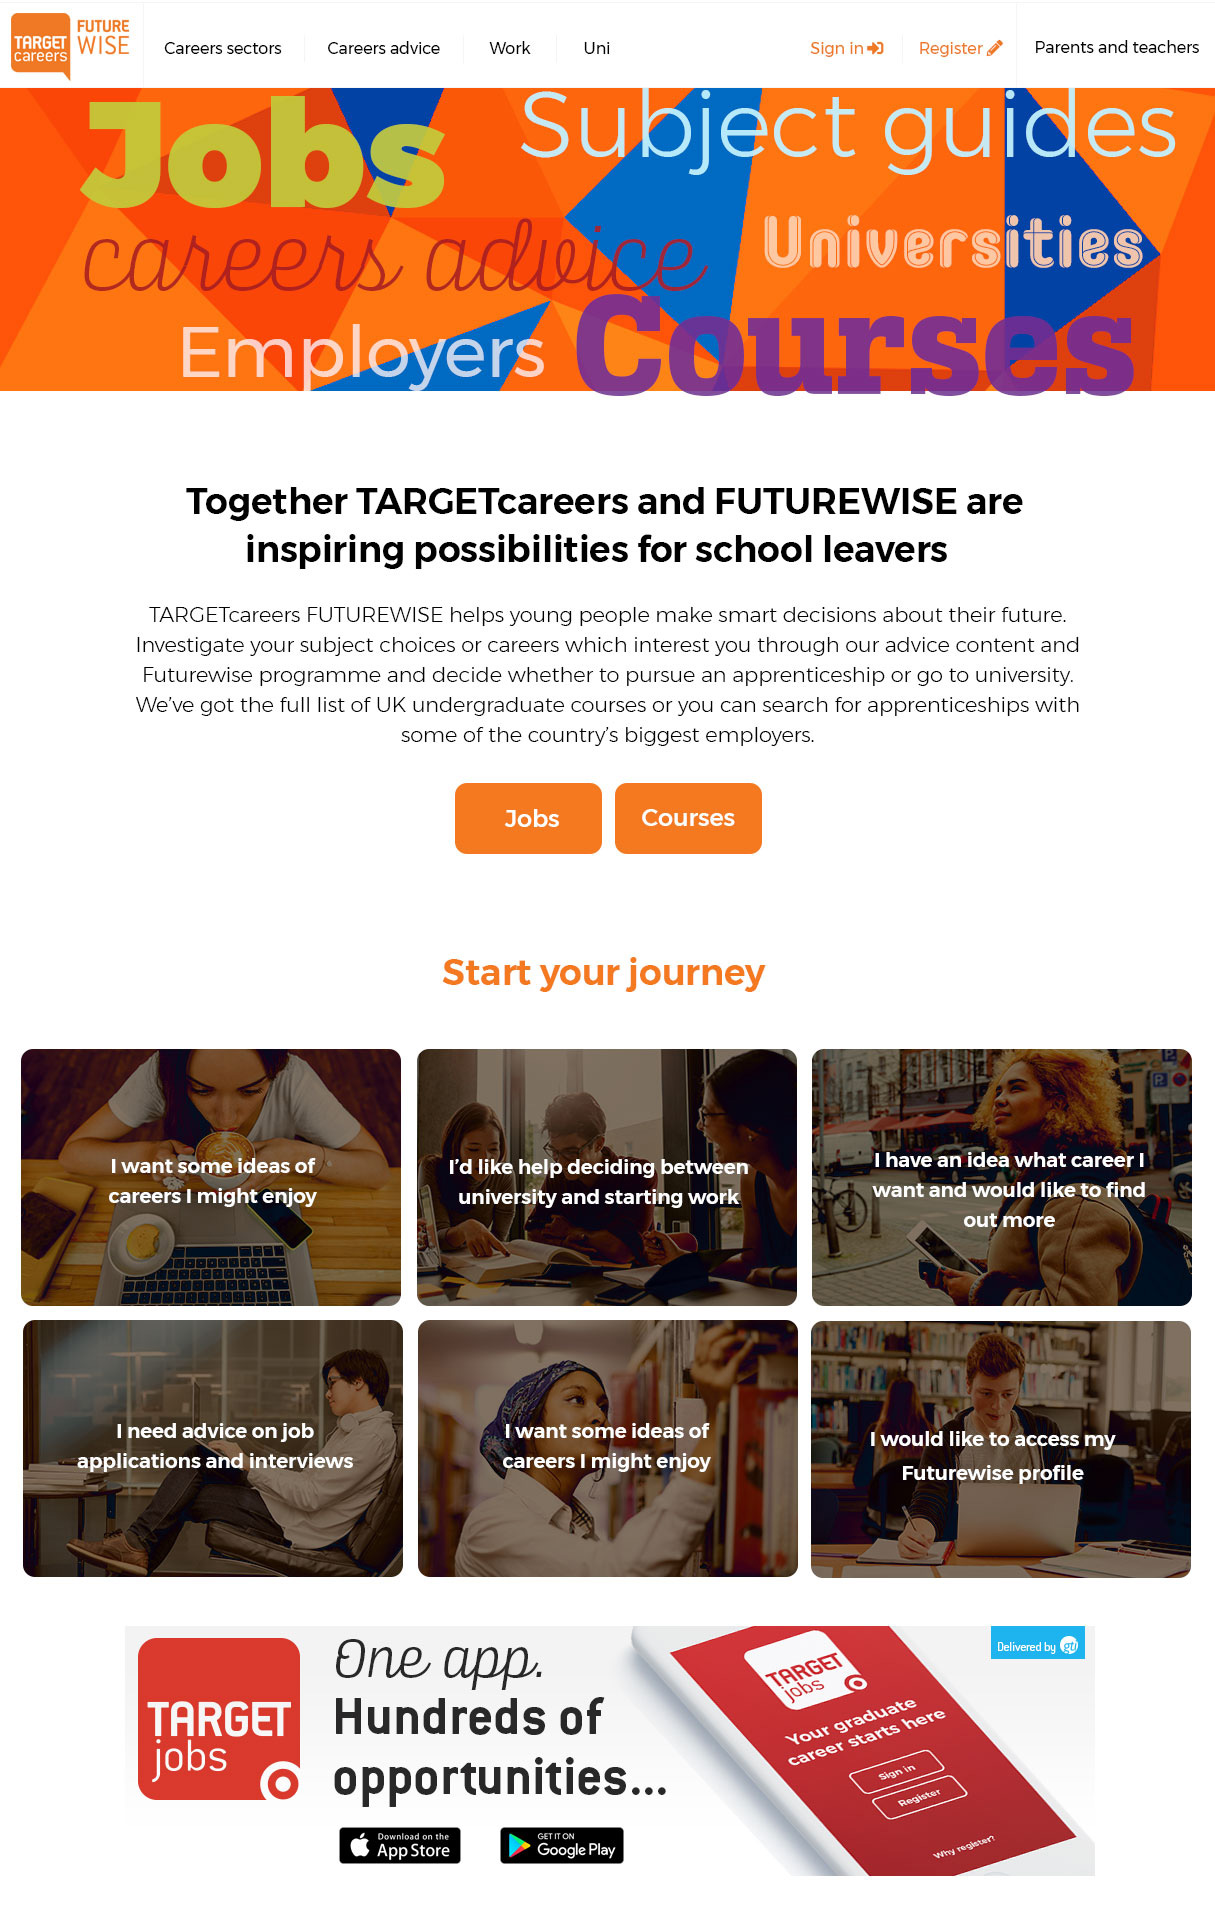 TARGET
careers
FUTURE
WISE
Careers sectors
Careers advice
Work
Uni
Sign in
Register
Parents and teachers
Jobs
Subject guides
careers advice
Universities
Employers
Courses
Together TARGETcareers and FUTUREWISE are
inspiring possibilities for school leavers
TARGETcareers FUTUREWISE helps young people make smart decisions about their future.
Investigate your subject choices or careers which interest you through our advice content and
Futurewise programme and decide whether to pursue an apprenticeship or go to university.
We’ve got the full list of UK undergraduate courses or you can search for apprenticeships with
some of the country’s biggest employers.
Jobs
Courses
Start your journey
I want some ideas of
careers I might enjoy
I’d like help deciding between
university and starting work
I have an idea what career I
want and would like to find
out more
I need advice on job
applications and interviews
I want some ideas of
careers I might enjoy
I would like to access my
Futurewise profile
TARGET
jobs
One app.
Hundreds of
opportunities...
Download on the
App Store
GET IT ON
Google Play
TARGET
jobs
Your graduate
career starts here
Sign in
Register
Why register?
Delivered by gti